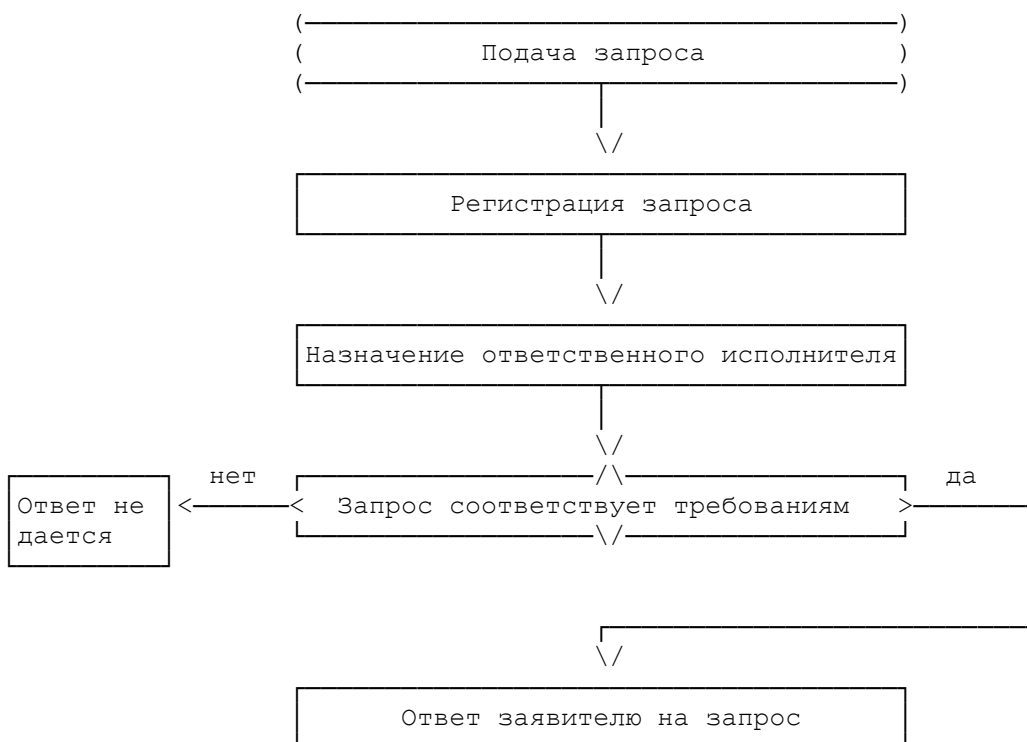 Подача запроса
Регистрация запроса
Назначение ответственного исполнителя
нет
да
Ответ не
дается
Запрос соответствует требованиям
Ответ заявителю на запрос